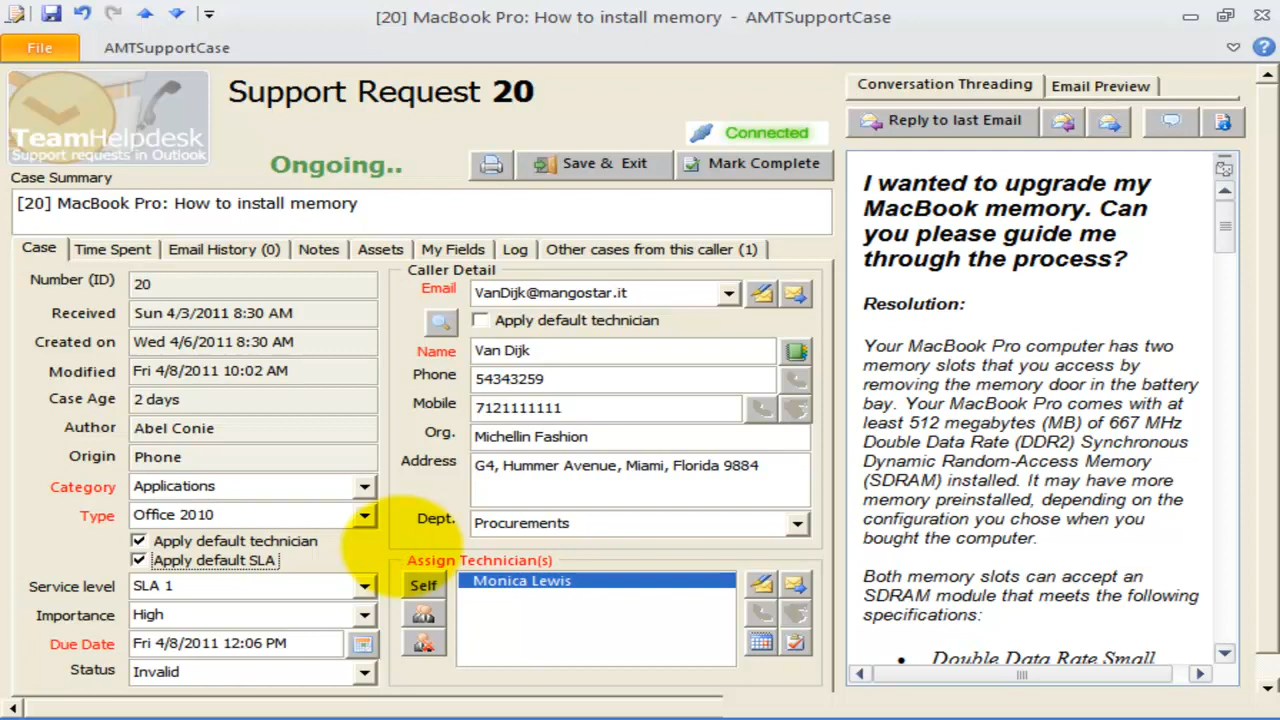 [20] MacBook Pro: How to install memory - AMTSupportCase
File
AMTSupportCase
TeamHelpdesk
Support requests in Outlook
Support Request 20
Connected
Ongoing..
Save & Exit
Mark Complete
Case Summary
[20] MacBook Pro: How to install memory
Case
Time Spent
Email History (0)
Notes
Assets
My Fields
Log
Other cases from this caller (1)
Number (ID)
20
Received
Sun 4/3/2011 8:30 AM
Created on
Wed 4/6/2011 8:30 AM
Modified
Fri 4/8/2011 10:02 AM
Case Age
2 days
Author
Abel Conie
Origin
Phone
Category
Applications
Type
Office 2010
Apply default technician
Apply default SLA
Service level
SLA 1
Importance
High
Due Date
Fri 4/8/2011 12:06 PM
Status
Invalid
Caller Detail
Email
VanDijk@mangostar.it
Apply default technician
Name
Van Dijk
Phone
54343259
Mobile
7121111111
Org.
Michellin Fashion
Address
G4, Hummer Avenue, Miami, Florida 9884
Dept.
Procurements
Assign Technician(s)
Self
Monica Lewis
Conversation Threading
Email Preview
Reply to last Email
I wanted to upgrade my
MacBook memory. Can
you please guide me
through the process?
Resolution:
Your MacBook Pro computer has two
memory slots that you access by
removing the memory door in the battery
bay. Your MacBook Pro comes with at
least 512 megabytes (MB) of 667 MHz
Double Data Rate (DDR2) Synchronous
Dynamic Random-Access Memory
(SDRAM) installed. It may have more
memory preinstalled, depending on the
configuration you chose when you
bought the computer.
Both memory slots can accept an
SDRAM module that meets the following
specifications:
• Double Data Rate Small